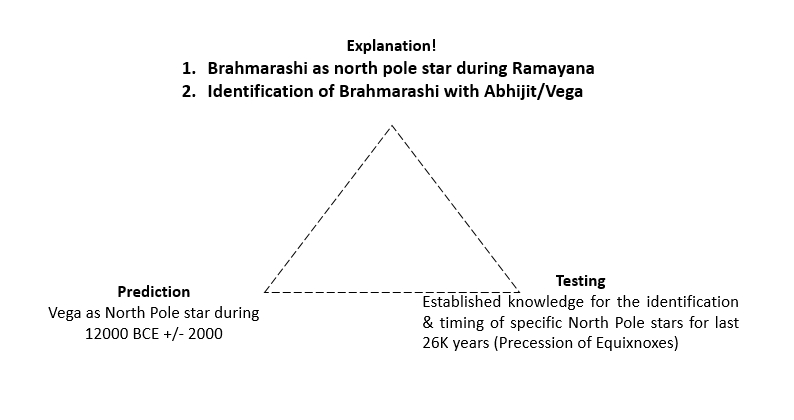 Explanation!
1. Brahmarashi as north pole star during Ramayana
2. Identification of Brahmarashi with Abhijit/Vega
Prediction
Vega as North Pole star during
12000 BCE +/- 2000
Testing
Established knowledge for the identification
& timing of specific North Pole stars for last
26K years (Precession of Equixnoxes)